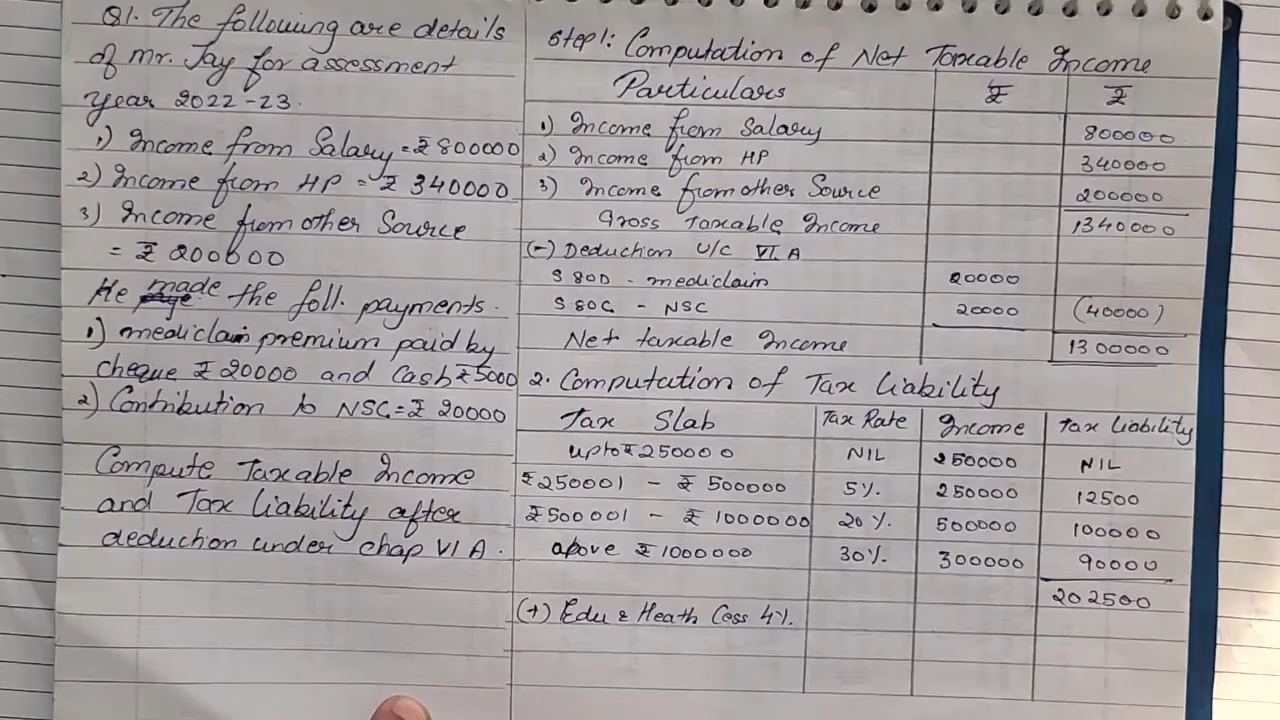 Q1. The following are details
of mr. Jay for assessment
year 2022-23.
1) Income from Salary = ₹ 800000
2) Income from HP = ₹ 340000
3) Income from other Source
= ₹ 200000
He made the foll. payments.
1) mediclaim premium paid by
cheque ₹ 20000 and Cash ₹ 5000
2) Contribution to NSC = ₹ 20000
Compute Taxable Income
and Tax Liability after
deduction under chap VI A.
Step 1: Computation of Net Taxable Income
Particulars ₹ ₹
1) Income from Salary 800000
2) Income from HP 340000
3) Income from other Source 200000
Gross Taxable Income 1340000
(-) Deduction U/C VI.A
S 80D - mediclaim 20000
S 80C - NSC 20000 (40000)
Net taxable Income 1300000
2. Computation of Tax Liability
Tax Slab Tax Rate Income Tax Liability
upto ₹ 250000 NIL 250000 NIL
₹ 250001 - ₹ 500000 5% 250000 12500
₹ 500001 - ₹ 1000000 20% 500000 100000
above ₹ 1000000 30% 300000 90000
202500
(+) Edu & Heath Cess 4%.